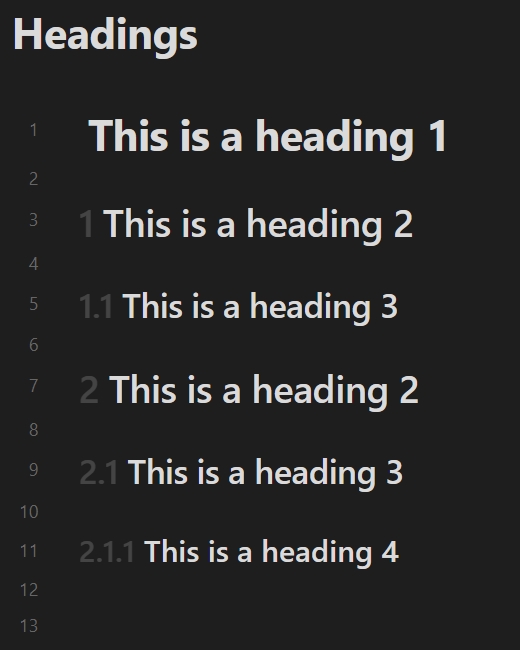 Headings
1 This is a heading 1
2
3 1 This is a heading 2
4
5 1.1 This is a heading 3
6
7 2 This is a heading 2
8
9 2.1 This is a heading 3
10
11 2.1.1 This is a heading 4
12
13